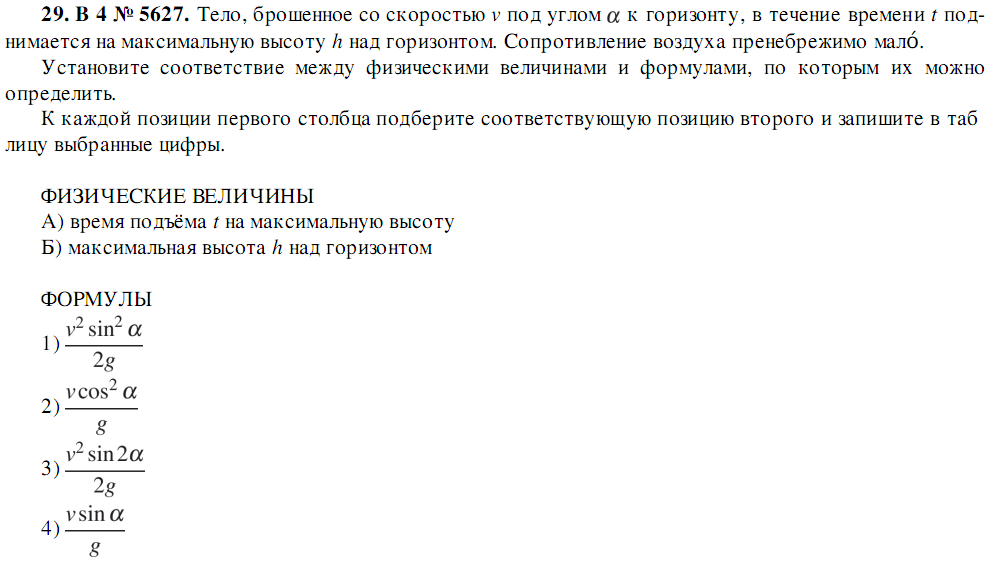 29. В 4 № 5627. Тело, брошенное со скоростью v под углом α к горизонту, в течение времени t под-
нимается на максимальную высоту h над горизонтом. Сопротивление воздуха пренебрежимо мало́.
Установите соответствие между физическими величинами и формулами, по которым их можно
определить.
К каждой позиции первого столбца подберите соответствующую позицию второго и запишите в таб
лицу выбранные цифры.
ФИЗИЧЕСКИЕ ВЕЛИЧИНЫ
А) время подъёма t на максимальную высоту
Б) максимальная высота h над горизонтом
ФОРМУЛЫ
1) v² sin² α / 2g
2) v cos² α / g
3) v² sin 2α / 2g
4) v sin α / g